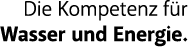 Die Kompetenz für
Wasser und Energie.